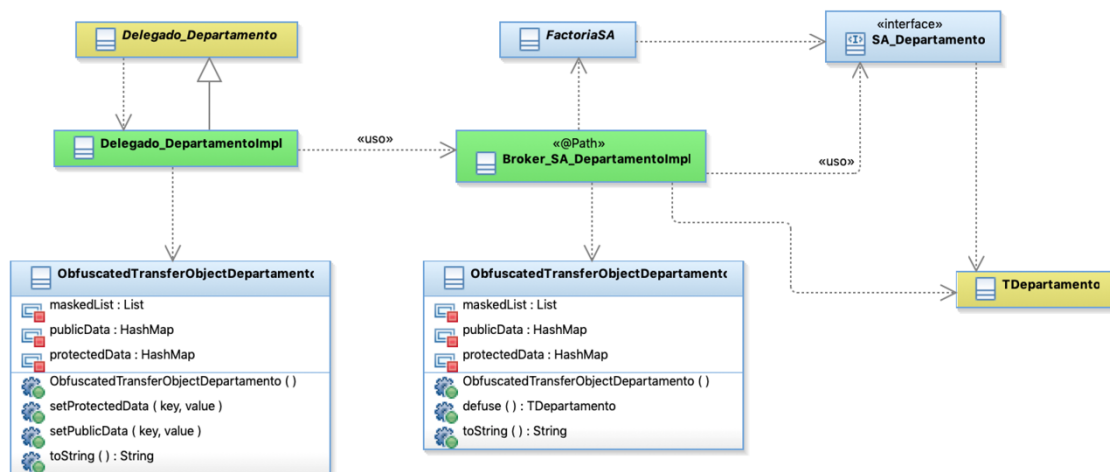 Delegado_Departamento
FactoriaSA
«interface»
SA_Departamento
Delegado_DepartamentoImpl
«uso»
«@Path»
Broker_SA_DepartamentoImpl
«uso»
ObfuscatedTransferObjectDepartamento
maskedList : List
publicData : HashMap
protectedData : HashMap
ObfuscatedTransferObjectDepartamento ( )
setProtectedData ( key, value )
setPublicData ( key, value )
toString ( ) : String
ObfuscatedTransferObjectDepartamento
maskedList : List
publicData : HashMap
protectedData : HashMap
ObfuscatedTransferObjectDepartamento ( )
defuse ( ) : TDepartamento
toString ( ) : String
TDepartamento